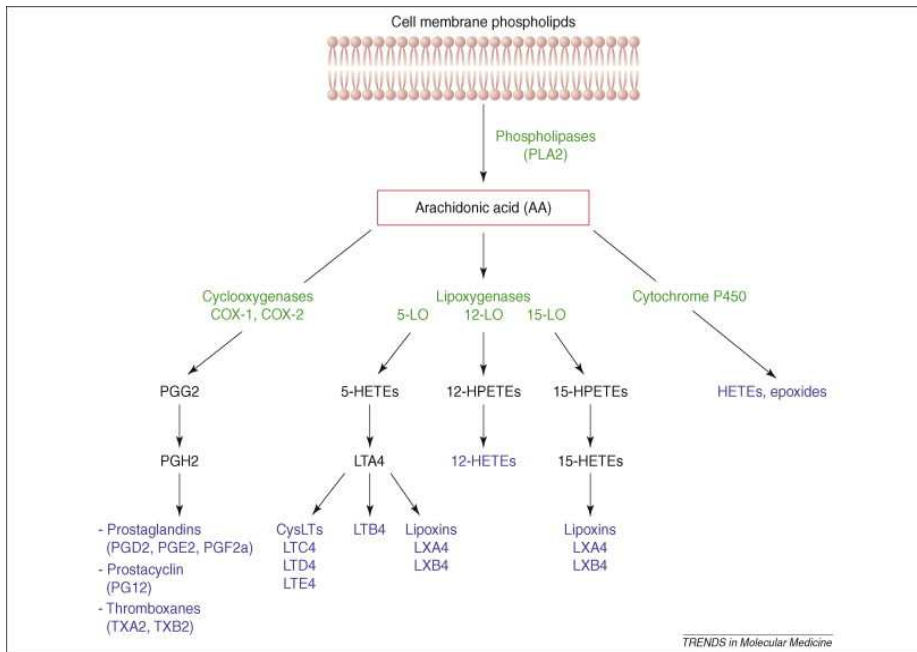 Cell membrane phospholipds
Phospholipases
(PLA2)
Arachidonic acid (AA)
Cyclooxygenases
COX-1, COX-2
Lipoxygenases
5-LO 12-LO 15-LO
Cytochrome P450
PGG2
5-HETEs
12-HPETEs
15-HPETEs
HETEs, epoxides
PGH2
LTA4
12-HETEs
15-HETEs
- Prostaglandins
(PGD2, PGE2, PGF2a)
- Prostacyclin
(PG12)
- Thromboxanes
(TXA2, TXB2)
CysLTs
LTC4
LTD4
LTE4
LTB4
Lipoxins
LXA4
LXB4
Lipoxins
LXA4
LXB4
TRENDS in Molecular Medicine